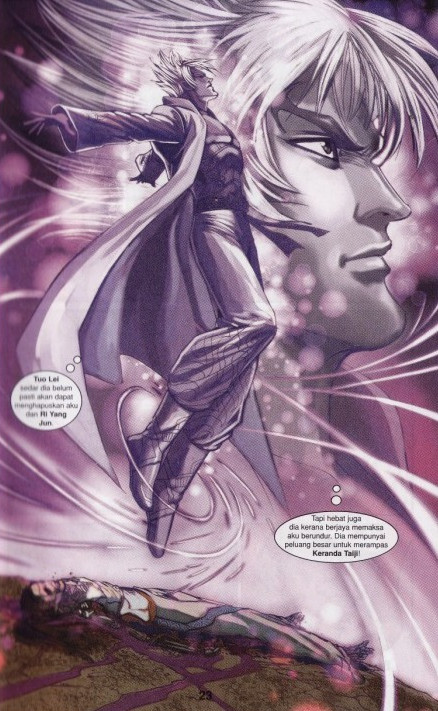 Tuo Lei
sedar dia belum
pasti akan dapat
menghapuskan aku
dan Ri Yang
Jun.
Tapi hebat juga
dia kerana berjaya memaksa
aku berundur. Dia mempunyai
peluang besar untuk merampas
Keranda Taiji!
23